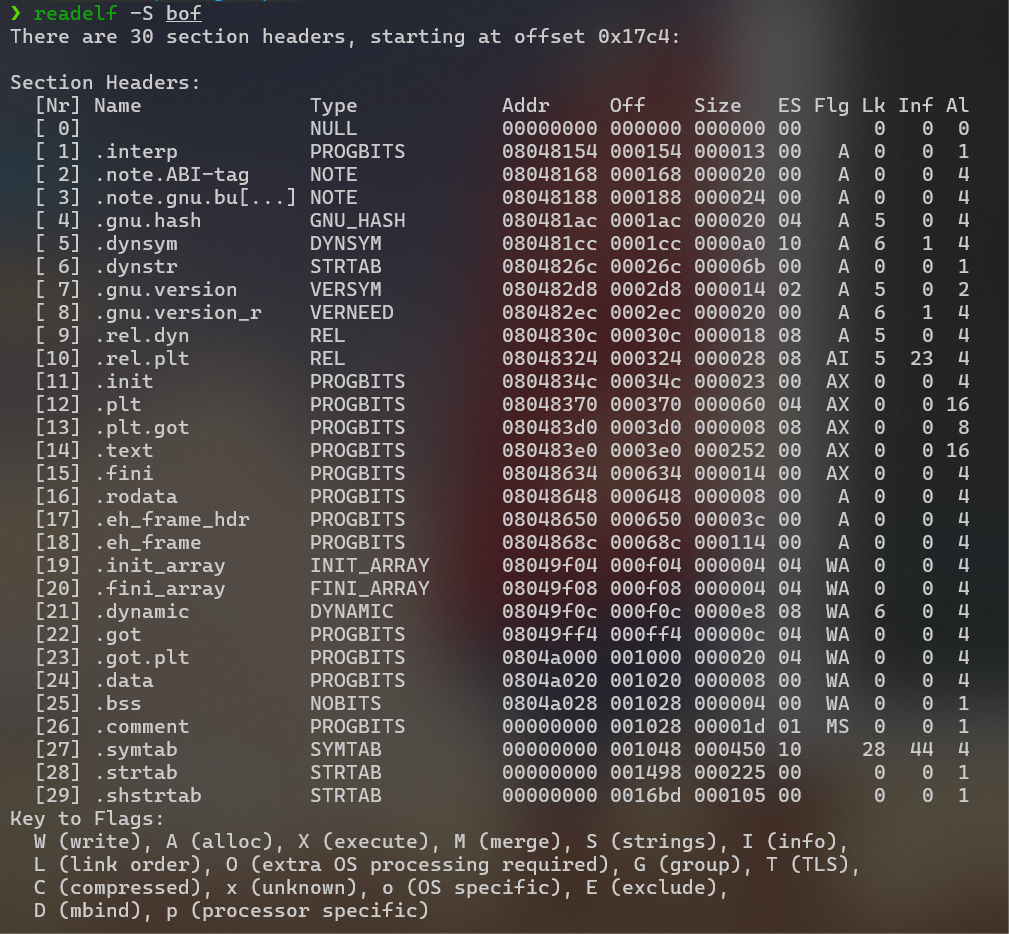 ❯ readelf -S bof
There are 30 section headers, starting at offset 0x17c4:

Section Headers:
  [Nr] Name              Type            Addr     Off    Size   ES Flg Lk Inf Al
  [ 0]                   NULL            00000000 000000 000000 00      0   0  0
  [ 1] .interp           PROGBITS        08048154 000154 000013 00   A  0   0  1
  [ 2] .note.ABI-tag     NOTE            08048168 000168 000020 00   A  0   0  4
  [ 3] .note.gnu.bu[...] NOTE            08048188 000188 000024 00   A  0   0  4
  [ 4] .gnu.hash         GNU_HASH        080481ac 0001ac 000020 04   A  5   0  4
  [ 5] .dynsym           DYNSYM          080481cc 0001cc 0000a0 10   A  6   1  4
  [ 6] .dynstr           STRTAB          0804826c 00026c 00006b 00   A  0   0  1
  [ 7] .gnu.version      VERSYM          080482d8 0002d8 000014 02   A  5   0  2
  [ 8] .gnu.version_r    VERNEED         080482ec 0002ec 000020 00   A  6   1  4
  [ 9] .rel.dyn          REL             0804830c 00030c 000018 08   A  5   0  4
  [10] .rel.plt          REL             08048324 000324 000028 08  AI  5  23  4
  [11] .init             PROGBITS        0804834c 00034c 000023 00  AX  0   0  4
  [12] .plt              PROGBITS        08048370 000370 000060 04  AX  0   0 16
  [13] .plt.got          PROGBITS        080483d0 0003d0 000008 08  AX  0   0  8
  [14] .text             PROGBITS        080483e0 0003e0 000252 00  AX  0   0 16
  [15] .fini             PROGBITS        08048634 000634 000014 00  AX  0   0  4
  [16] .rodata           PROGBITS        08048648 000648 000008 00   A  0   0  4
  [17] .eh_frame_hdr     PROGBITS        08048650 000650 00003c 00   A  0   0  4
  [18] .eh_frame         PROGBITS        0804868c 00068c 000114 00   A  0   0  4
  [19] .init_array       INIT_ARRAY      08049f04 000f04 000004 04  WA  0   0  4
  [20] .fini_array       FINI_ARRAY      08049f08 000f08 000004 04  WA  0   0  4
  [21] .dynamic          DYNAMIC         08049f0c 000f0c 0000e8 08  WA  6   0  4
  [22] .got              PROGBITS        08049ff4 000ff4 00000c 04  WA  0   0  4
  [23] .got.plt          PROGBITS        0804a000 001000 000020 04  WA  0   0  4
  [24] .data             PROGBITS        0804a020 001020 000008 00  WA  0   0  4
  [25] .bss              NOBITS          0804a028 001028 000004 00  WA  0   0  1
  [26] .comment          PROGBITS        00000000 001028 00001d 01  MS  0   0  1
  [27] .symtab           SYMTAB          00000000 001048 000450 10     28  44  4
  [28] .strtab           STRTAB          00000000 001498 000225 00      0   0  1
  [29] .shstrtab         STRTAB          00000000 0016bd 000105 00      0   0  1
Key to Flags:
  W (write), A (alloc), X (execute), M (merge), S (strings), I (info),
  L (link order), O (extra OS processing required), G (group), T (TLS),
  C (compressed), x (unknown), o (OS specific), E (exclude),
  D (mbind), p (processor specific)